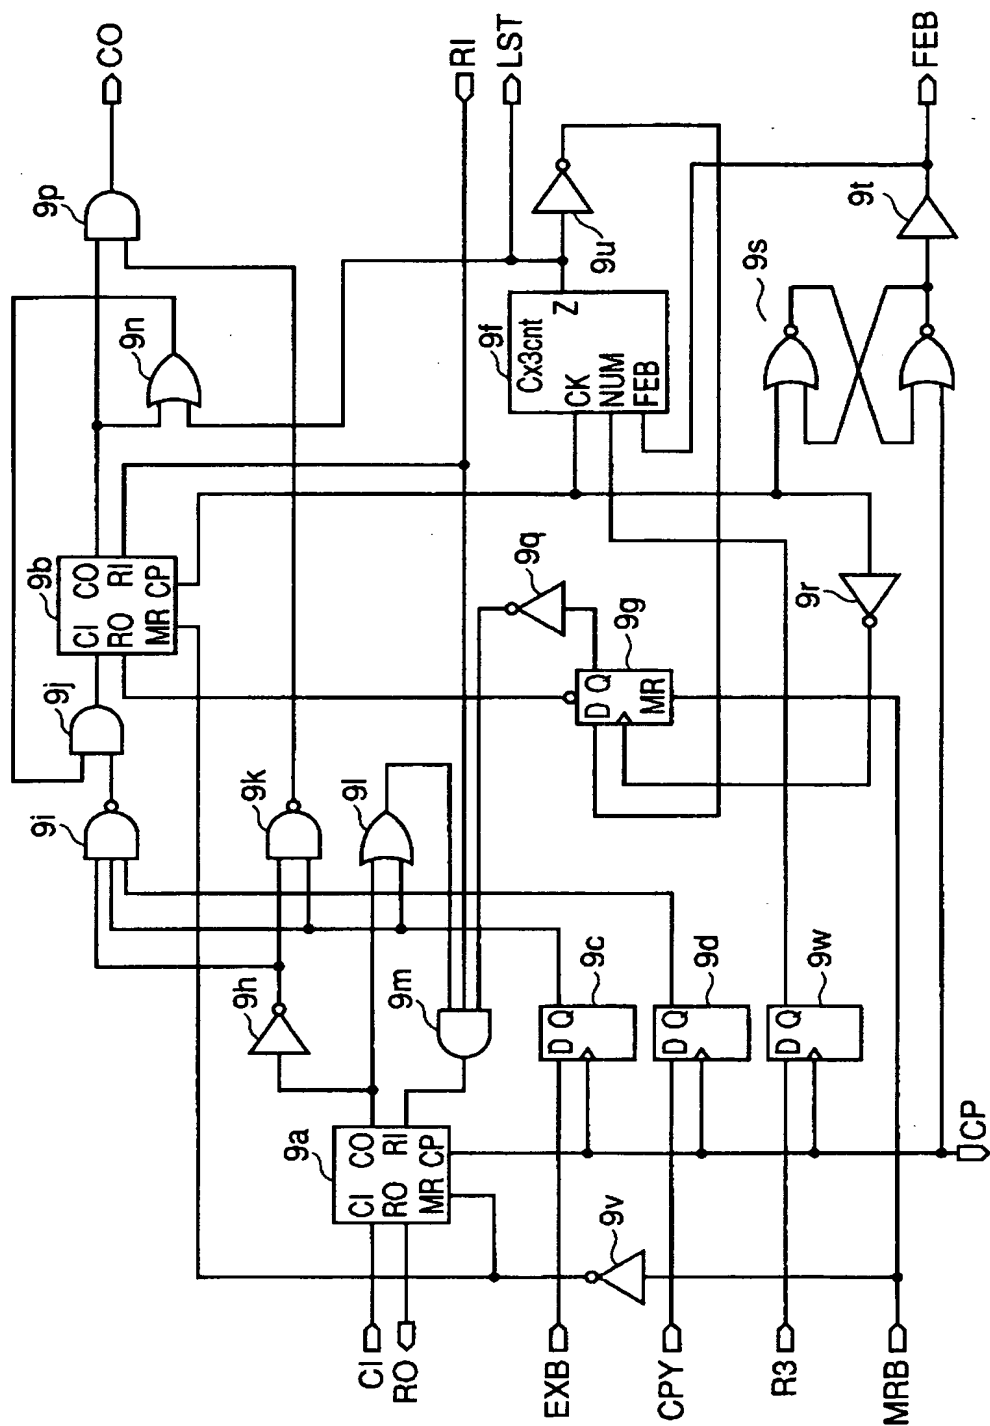 CO
RI
LST
FEB
9p
9n
9u
9t
9s
9f
Cx3cnt
CK
NUM
FEB
Z
9b
CI CO
RO RI
MR CP
9q
9g
D Q
MR
9r
9j
9i
9k
9l
9m
9h
9c
D Q
9d
D Q
9w
D Q
9a
CI CO
RO RI
MR CP
9v
CP
CI
RO
EXB
CPY
R3
MRB